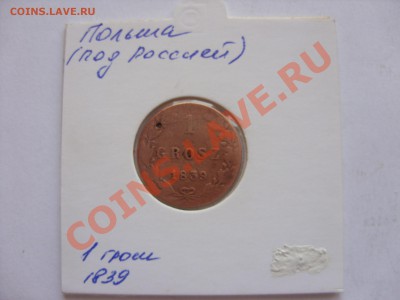 COINS.LAVE.RU
Польша
(под Россией)
1
GROSZ
1839
1 грош
1839
COINS.LAVE.RU